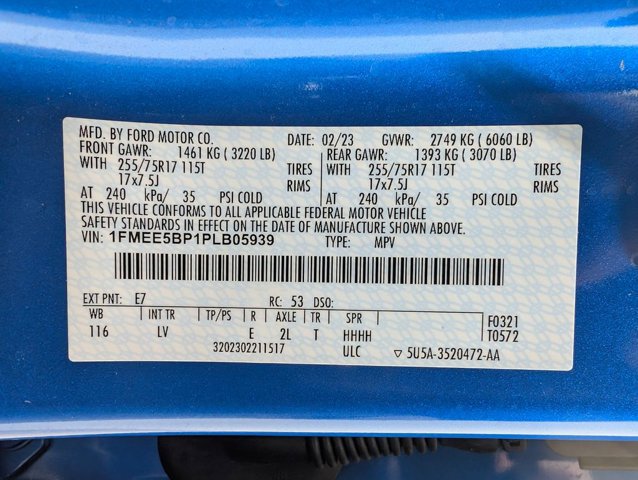 MFD. BY FORD MOTOR CO. DATE: 02/23 GVWR: 2749 KG ( 6060 LB)
FRONT GAWR: 1461 KG ( 3220 LB) REAR GAWR: 1393 KG ( 3070 LB)
WITH 255/75R17 115T TIRES WITH 255/75R17 115T TIRES
17x7.5J RIMS 17x7.5J RIMS
AT 240 kPa/ 35 PSI COLD AT 240 kPa/ 35 PSI COLD
THIS VEHICLE CONFORMS TO ALL APPLICABLE FEDERAL MOTOR VEHICLE
SAFETY STANDARDS IN EFFECT ON THE DATE OF MANUFACTURE SHOWN ABOVE.
VIN: 1FMEE5BP1PLB05939 TYPE: MPV
EXT PNT: E7 RC: 53 DSO:
WB INT TR TP/PS R AXLE TR SPR F0321
116 LV E 2L T HHHH T0572
3202302211517 ULC ▽ 5U5A-3520472-AA